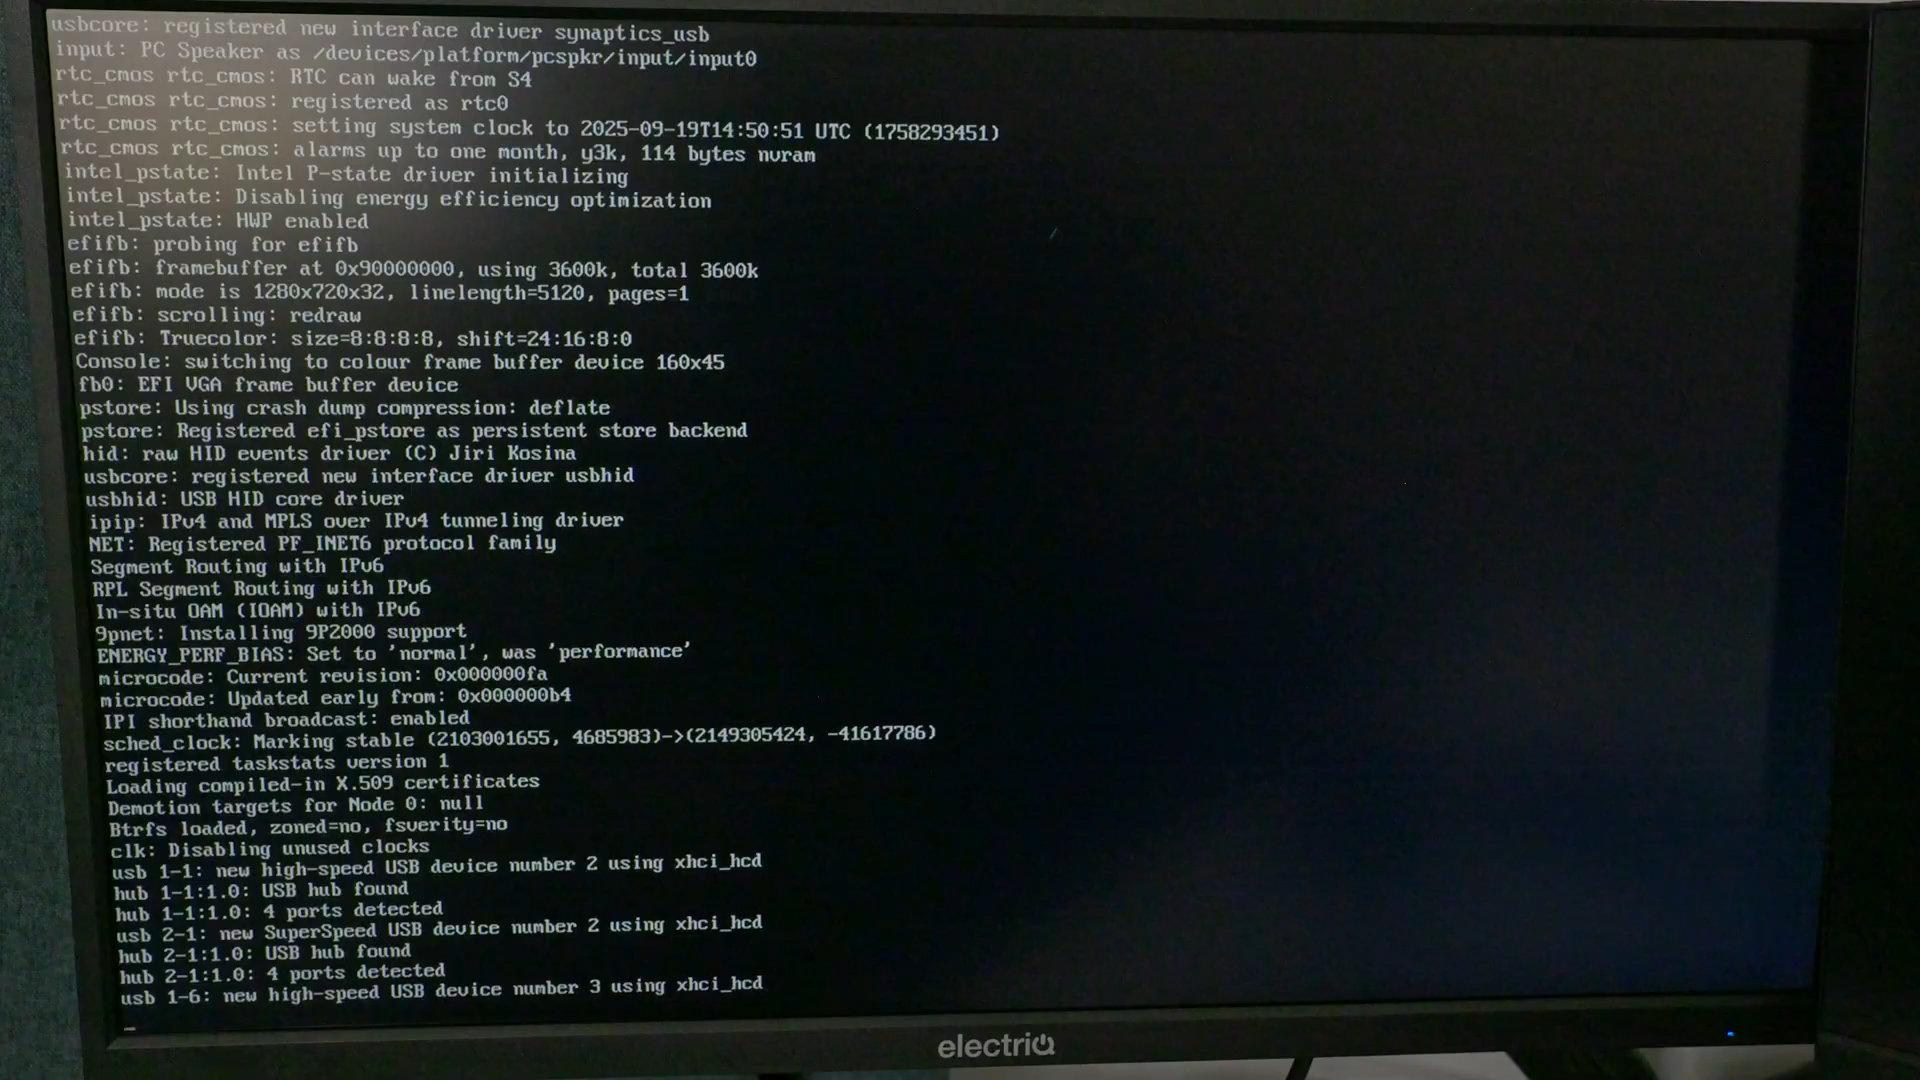 usbcore: registered new interface driver synaptics_usb
input: PC Speaker as /devices/platform/pcspkr/input/input0
rtc_cmos rtc_cmos: RTC can wake from S4
rtc_cmos rtc_cmos: registered as rtc0
rtc_cmos rtc_cmos: setting system clock to 2025-09-19T14:50:51 UTC (1758293451)
rtc_cmos rtc_cmos: alarms up to one month, y3k, 114 bytes nvram
intel_pstate: Intel P-state driver initializing
intel_pstate: Disabling energy efficiency optimization
intel_pstate: HWP enabled
efifb: probing for efifb
efifb: framebuffer at 0x90000000, using 3600k, total 3600k
efifb: mode is 1280x720x32, linelength=5120, pages=1
efifb: scrolling: redraw
efifb: Truecolor: size=8:8:8:8, shift=24:16:8:0
Console: switching to colour frame buffer device 160x45
fb0: EFI VGA frame buffer device
pstore: Using crash dump compression: deflate
pstore: Registered efi_pstore as persistent store backend
hid: raw HID events driver (C) Jiri Kosina
usbcore: registered new interface driver usbhid
usbhid: USB HID core driver
ipip: IPv4 and MPLS over IPv4 tunneling driver
NET: Registered PF_INET6 protocol family
Segment Routing with IPv6
RPL Segment Routing with IPv6
In-situ OAM (IOAM) with IPv6
9pnet: Installing 9P2000 support
ENERGY_PERF_BIAS: Set to 'normal', was 'performance'
microcode: Current revision: 0x000000fa
microcode: Updated early from: 0x000000b4
IPI shorthand broadcast: enabled
sched_clock: Marking stable (2103001655, 4685983)->(2149305424, -41617786)
registered taskstats version 1
Loading compiled-in X.509 certificates
Demotion targets for Node 0: null
Btrfs loaded, zoned=no, fsverity=no
clk: Disabling unused clocks
usb 1-1: new high-speed USB device number 2 using xhci_hcd
hub 1-1:1.0: USB hub found
hub 1-1:1.0: 4 ports detected
usb 2-1: new SuperSpeed USB device number 2 using xhci_hcd
hub 2-1:1.0: USB hub found
hub 2-1:1.0: 4 ports detected
usb 1-6: new high-speed USB device number 3 using xhci_hcd
_
electriQ